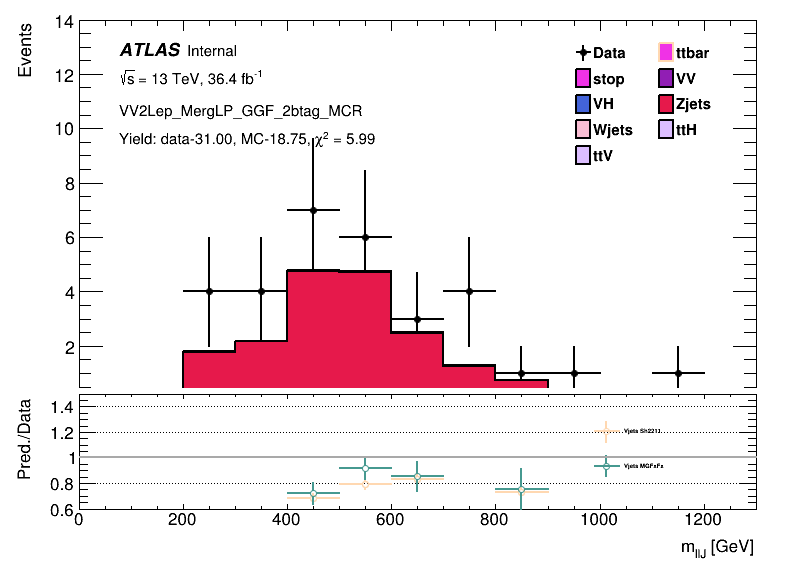 Events
14
12
10
8
6
4
2
ATLAS Internal
√s = 13 TeV, 36.4 fb⁻¹
VV2Lep_MergLP_GGF_2btag_MCR
Yield: data-31.00, MC-18.75, χ² = 5.99
Data
ttbar
stop
VV
VH
Zjets
Wjets
ttH
ttV
Pred./Data
1.4
1.2
1
0.8
0.6
Vjets Sh2211
Vjets MGFxFx
0 200 400 600 800 1000 1200
m_llJ [GeV]